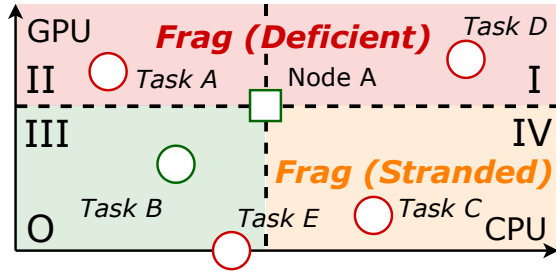 GPU
Frag (Deficient)
Task D
II
Task A
Node A
I
III
IV
Frag (Stranded)
Task B
Task E
Task C
O
CPU